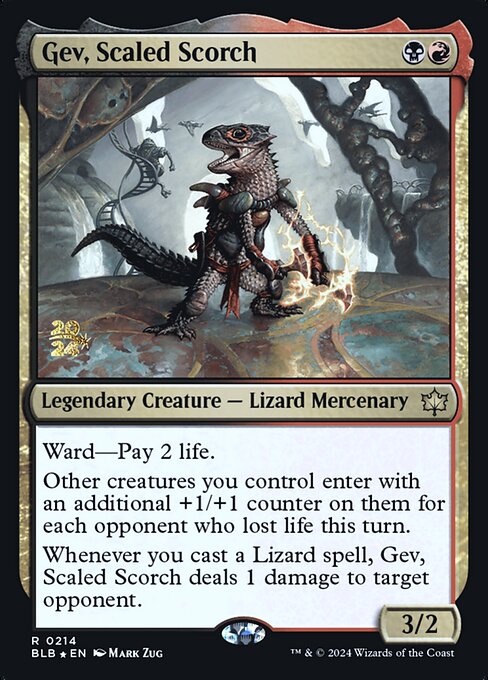 Gev, Scaled Scorch
2024
Legendary Creature — Lizard Mercenary
Ward—Pay 2 life.
Other creatures you control enter with
an additional +1/+1 counter on them for
each opponent who lost life this turn.
Whenever you cast a Lizard spell, Gev,
Scaled Scorch deals 1 damage to target
opponent.
3/2
R 0214
BLB ★ EN Mark Zug
™ & © 2024 Wizards of the Coast